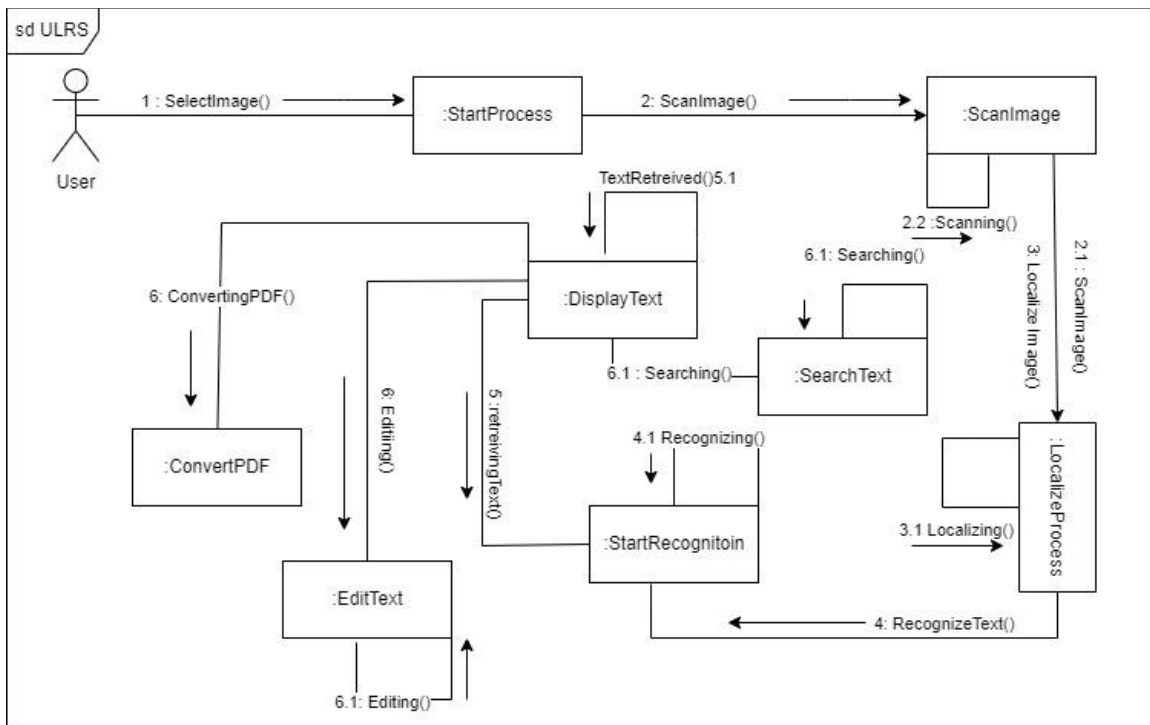 sd ULRS
1 : SelectImage()
:StartProcess
2: ScanImage()
:ScanImage
User
TextRetreived()5.1
2.2 :Scanning()
6.1: Searching()
2.1 : ScanImage()
3: Localize Image()
6: ConvertingPDF()
:DisplayText
6.1 : Searching()
:SearchText
6: Editiing()
5 :retreivingText()
4.1 Recognizing()
:ConvertPDF
:LocalizeProcess
:StartRecognitoin
3.1 Localizing()
:EditText
4: RecognizeText()
6.1: Editing()